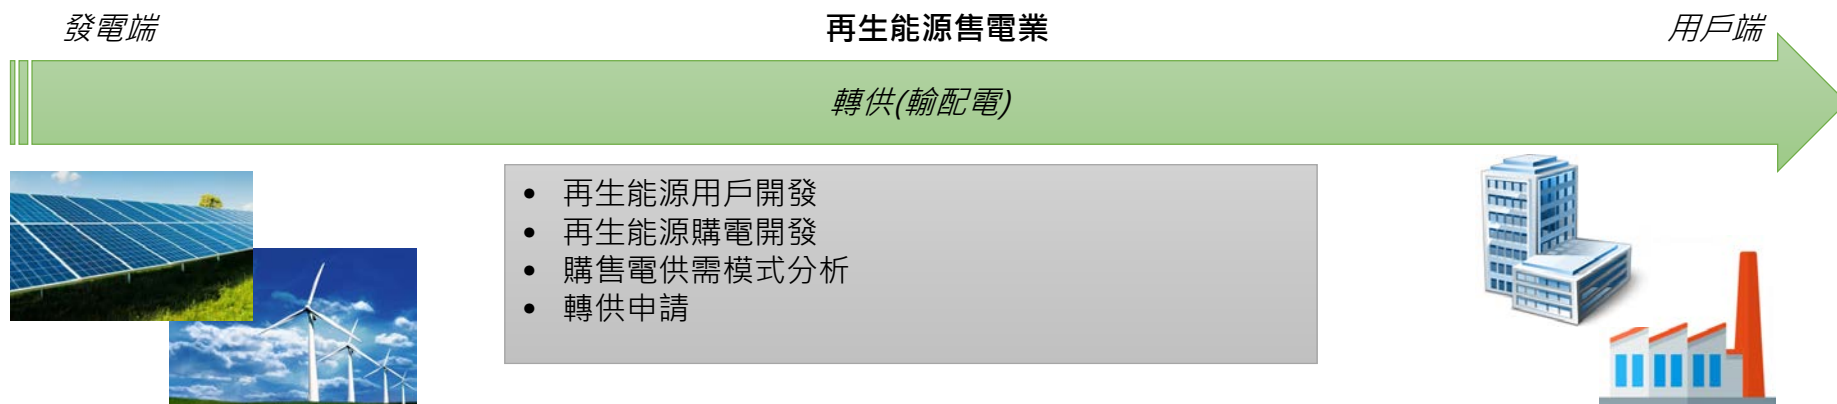 發電端
再生能源售電業
用戶端
轉供(輸配電)
• 再生能源用戶開發
• 再生能源購電開發
• 購售電供需模式分析
• 轉供申請